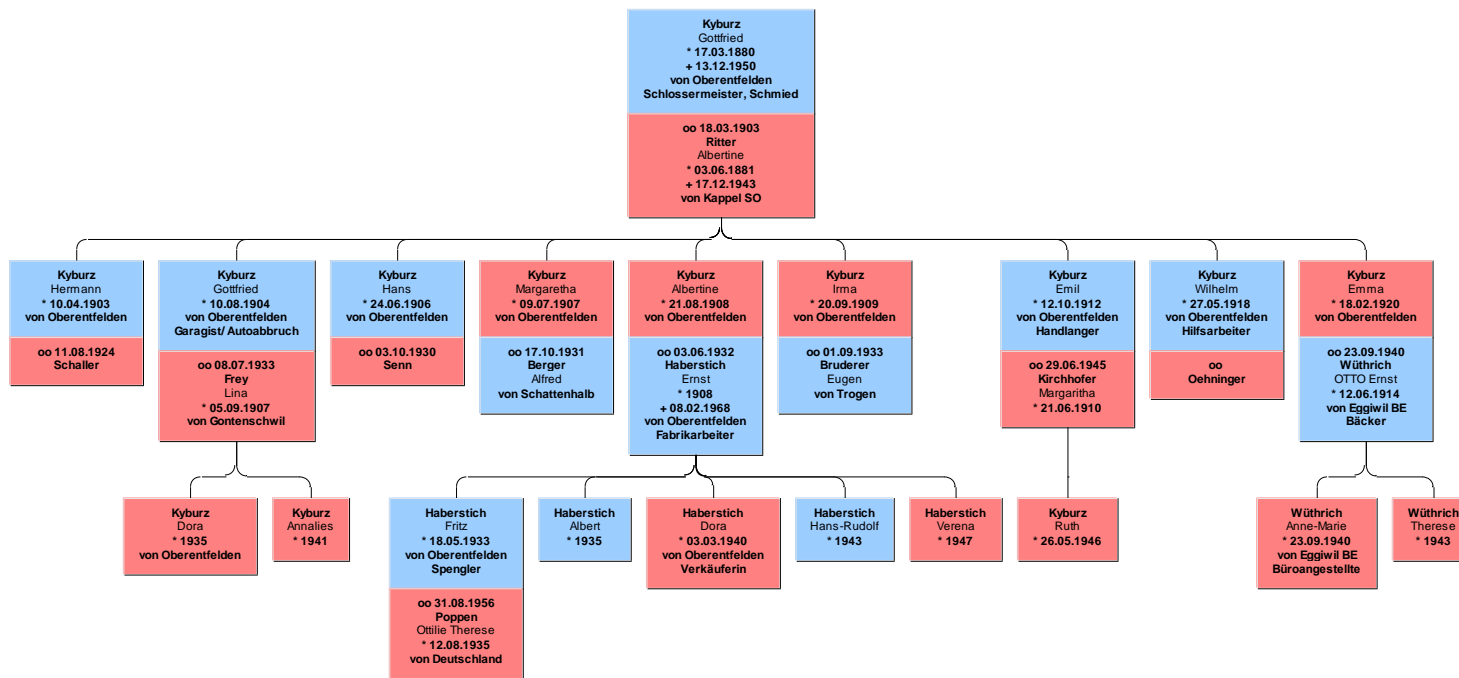 Kyburz
Gottfried
* 17.03.1880
+ 13.12.1950
von Oberentfelden
Schlossermeister, Schmied
oo 18.03.1903
Ritter
Albertine
* 03.06.1881
+ 17.12.1943
von Kappel SO
Kyburz
Hermann
* 10.04.1903
von Oberentfelden
oo 11.08.1924
Schaller
Kyburz
Gottfried
* 10.08.1904
von Oberentfelden
Garagist/ Autoabbruch
oo 08.07.1933
Frey
Lina
* 05.09.1907
von Gontenschwil
Kyburz
Hans
* 24.06.1906
von Oberentfelden
oo 03.10.1930
Senn
Kyburz
Margaretha
* 09.07.1907
von Oberentfelden
oo 17.10.1931
Berger
Alfred
von Schattenhalb
Kyburz
Albertine
* 21.08.1908
von Oberentfelden
oo 03.06.1932
Haberstich
Ernst
* 1908
+ 08.02.1968
von Oberentfelden
Fabrikarbeiter
Kyburz
Irma
* 20.09.1909
von Oberentfelden
oo 01.09.1933
Bruderer
Eugen
von Trogen
Kyburz
Emil
* 12.10.1912
von Oberentfelden
Handlanger
oo 29.06.1945
Kirchhofer
Margaritha
* 21.06.1910
Kyburz
Wilhelm
* 27.05.1918
von Oberentfelden
Hilfsarbeiter
oo
Oehninger
Kyburz
Emma
* 18.02.1920
von Oberentfelden
oo 23.09.1940
Wüthrich
OTTO Ernst
* 12.06.1914
von Eggiwil BE
Bäcker
Kyburz
Dora
* 1935
von Oberentfelden
Kyburz
Annalies
* 1941
Haberstich
Fritz
* 18.05.1933
von Oberentfelden
Spengler
oo 31.08.1956
Poppen
Ottilie Therese
* 12.08.1935
von Deutschland
Haberstich
Albert
* 1935
Haberstich
Dora
* 03.03.1940
von Oberentfelden
Verkäuferin
Haberstich
Hans-Rudolf
* 1943
Haberstich
Verena
* 1947
Kyburz
Ruth
* 26.05.1946
Wüthrich
Anne-Marie
* 23.09.1940
von Eggiwil BE
Büroangestellte
Wüthrich
Therese
* 1943